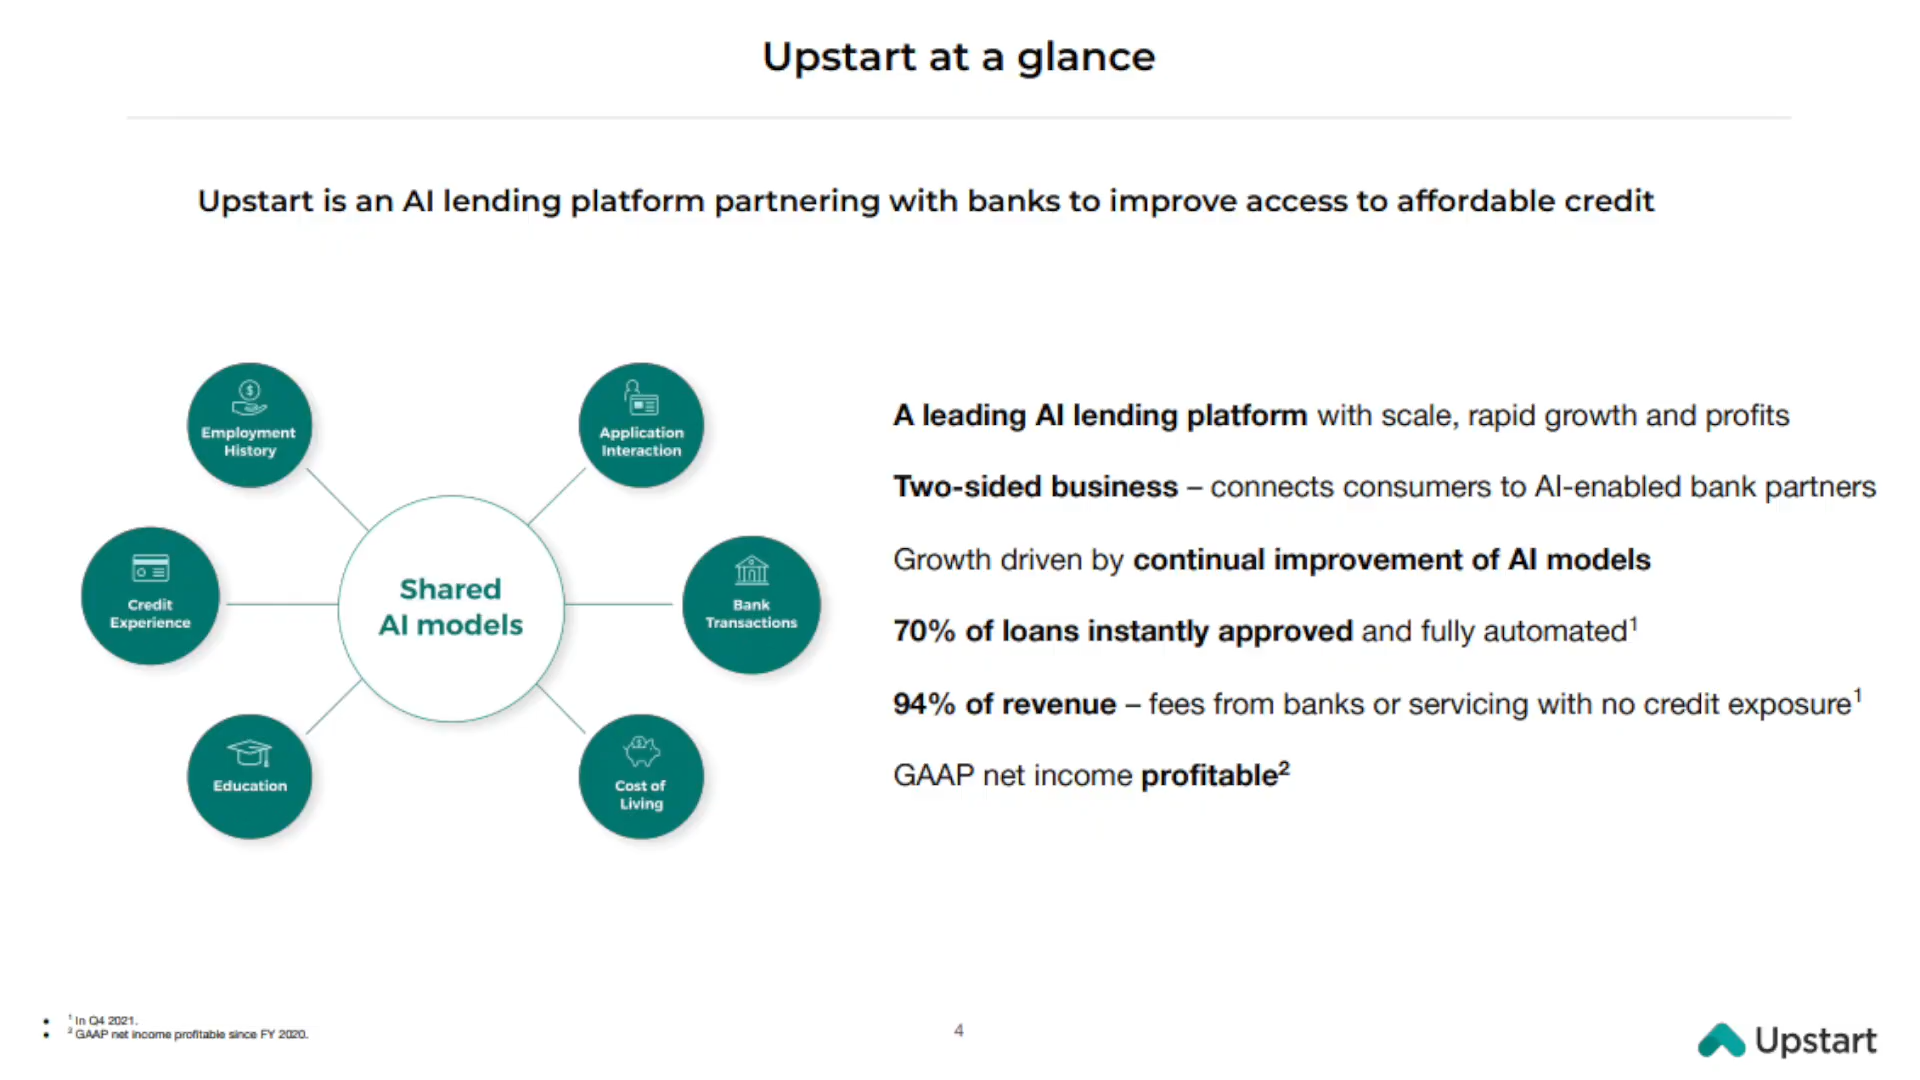 Upstart at a glance
Upstart is an AI lending platform partnering with banks to improve access to affordable credit
Employment
History
Application
Interaction
Credit
Experience
Shared
AI models
Bank
Transactions
Education
Cost of
Living
A leading AI lending platform with scale, rapid growth and profits
Two-sided business – connects consumers to AI-enabled bank partners
Growth driven by continual improvement of AI models
70% of loans instantly approved and fully automated¹
94% of revenue – fees from banks or servicing with no credit exposure¹
GAAP net income profitable²
• ¹ In Q4 2021.
• ² GAAP net income profitable since FY 2020.
4
Upstart